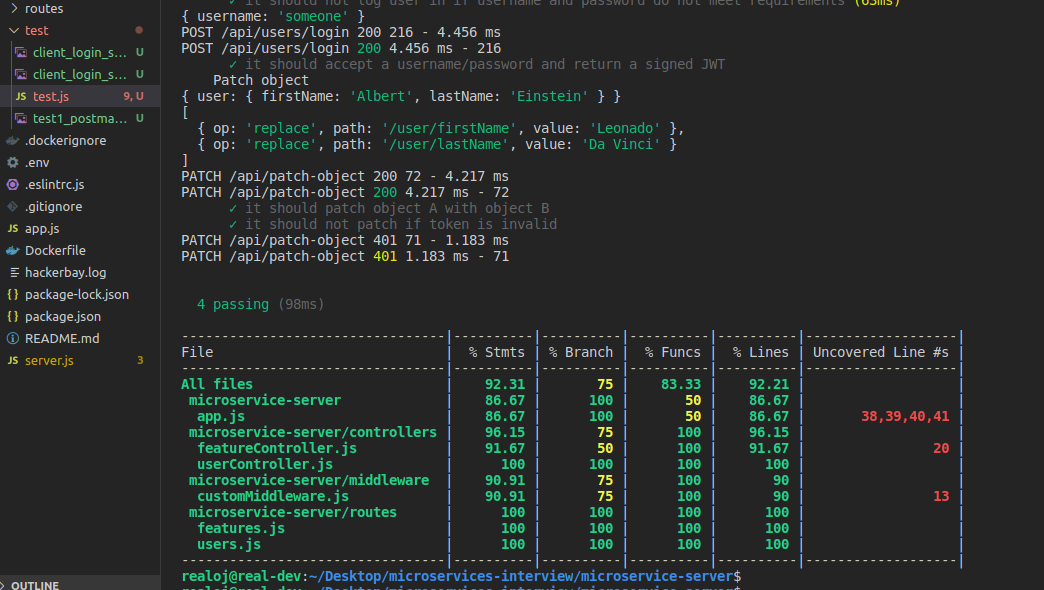 routes
test
client_login_s... U
client_login_s... U
JS test.js 9, U
test1_postma... U
.dockerignore
.env
.eslintrc.js
.gitignore
JS app.js
Dockerfile
hackerbay.log
{} package-lock.json
{} package.json
README.md
JS server.js 3
OUTLINE
✓ it should not log user in if username and password do not meet requirements (63ms)
{ username: 'someone' }
POST /api/users/login 200 216 - 4.456 ms
POST /api/users/login 200 4.456 ms - 216
✓ it should accept a username/password and return a signed JWT
Patch object
{ user: { firstName: 'Albert', lastName: 'Einstein' } }
[
{ op: 'replace', path: '/user/firstName', value: 'Leonado' },
{ op: 'replace', path: '/user/lastName', value: 'Da Vinci' }
]
PATCH /api/patch-object 200 72 - 4.217 ms
PATCH /api/patch-object 200 4.217 ms - 72
✓ it should patch object A with object B
✓ it should not patch if token is invalid
PATCH /api/patch-object 401 71 - 1.183 ms
PATCH /api/patch-object 401 1.183 ms - 71
4 passing (98ms)
--------------------------------|----------|----------|----------|----------|-------------------|
File | % Stmts | % Branch | % Funcs | % Lines | Uncovered Line #s |
--------------------------------|----------|----------|----------|----------|-------------------|
All files | 92.31 | 75 | 83.33 | 92.21 | |
microservice-server | 86.67 | 100 | 50 | 86.67 | |
app.js | 86.67 | 100 | 50 | 86.67 | 38,39,40,41 |
microservice-server/controllers | 96.15 | 75 | 100 | 96.15 | |
featureController.js | 91.67 | 50 | 100 | 91.67 | 20 |
userController.js | 100 | 100 | 100 | 100 | |
microservice-server/middleware | 90.91 | 75 | 100 | 90 | |
customMiddleware.js | 90.91 | 75 | 100 | 90 | 13 |
microservice-server/routes | 100 | 100 | 100 | 100 | |
features.js | 100 | 100 | 100 | 100 | |
users.js | 100 | 100 | 100 | 100 | |
--------------------------------|----------|----------|----------|----------|-------------------|
realoj@real-dev:~/Desktop/microservices-interview/microservice-server$
realoj@real-dev:~/Desktop/microservices-interview/microservice-server$